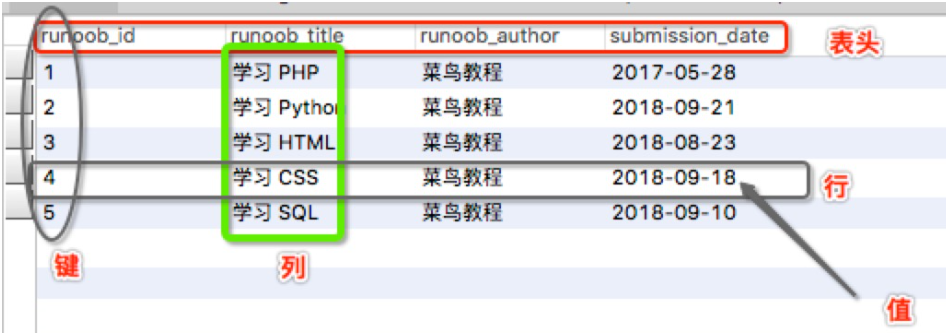 runoob_id runoob_title runoob_author submission_date 表头
1 学习 PHP 菜鸟教程 2017-05-28
2 学习 Python 菜鸟教程 2018-09-21
3 学习 HTML 菜鸟教程 2018-08-23
4 学习 CSS 菜鸟教程 2018-09-18 行
5 学习 SQL 菜鸟教程 2018-09-10
键 列
值